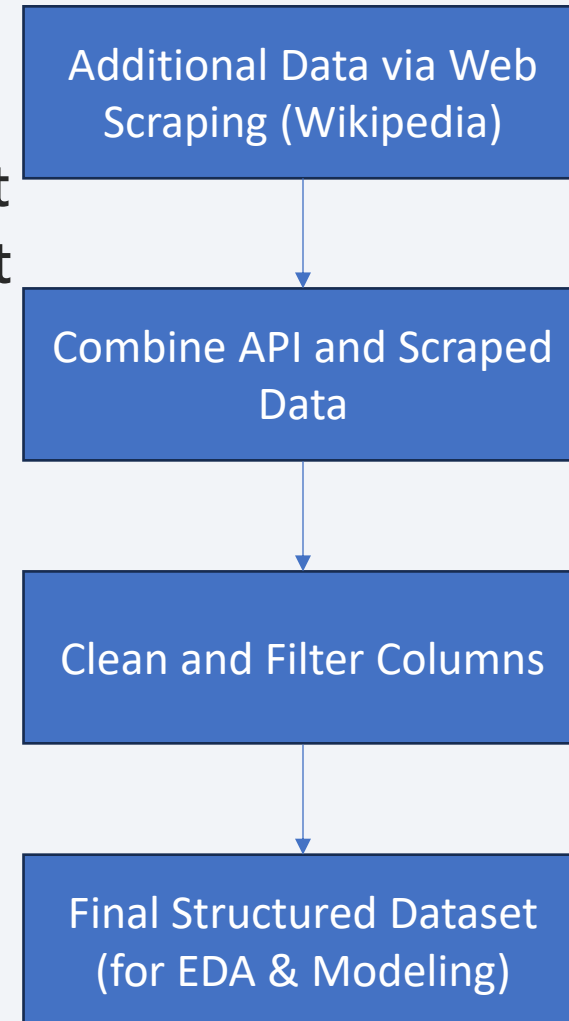 Additional Data via Web
Scraping (Wikipedia)
t
t
Combine API and Scraped
Data
Clean and Filter Columns
Final Structured Dataset
(for EDA & Modeling)